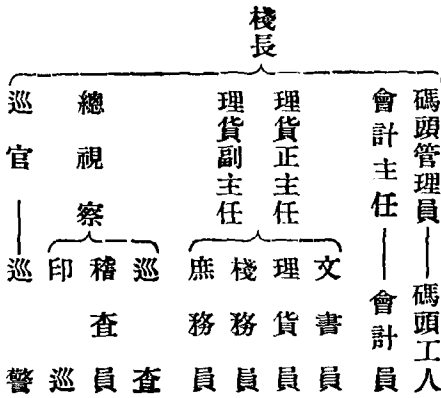 棧長
碼頭管理員
會計主任
理貨正主任
理貨副主任
總視察
巡官
碼頭工人
會計員
文書員
理貨員
棧務員
庶務員
巡查
稽查員
印巡
巡警